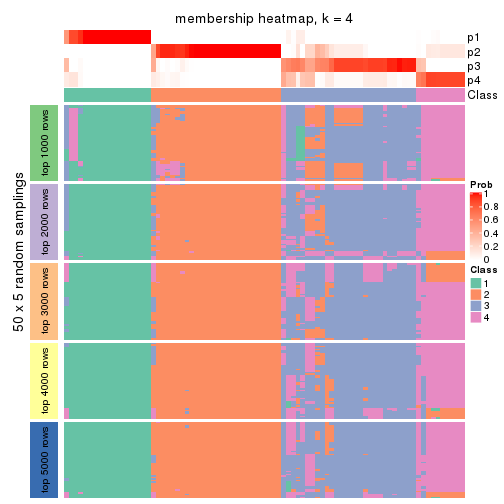 membership heatmap, k = 4
p1
p2
p3
p4
Class
50 x 5 random samplings
top 1000 rows
top 2000 rows
top 3000 rows
top 4000 rows
top 5000 rows
Prob
1
0.8
0.6
0.4
0.2
0
Class
1
2
3
4